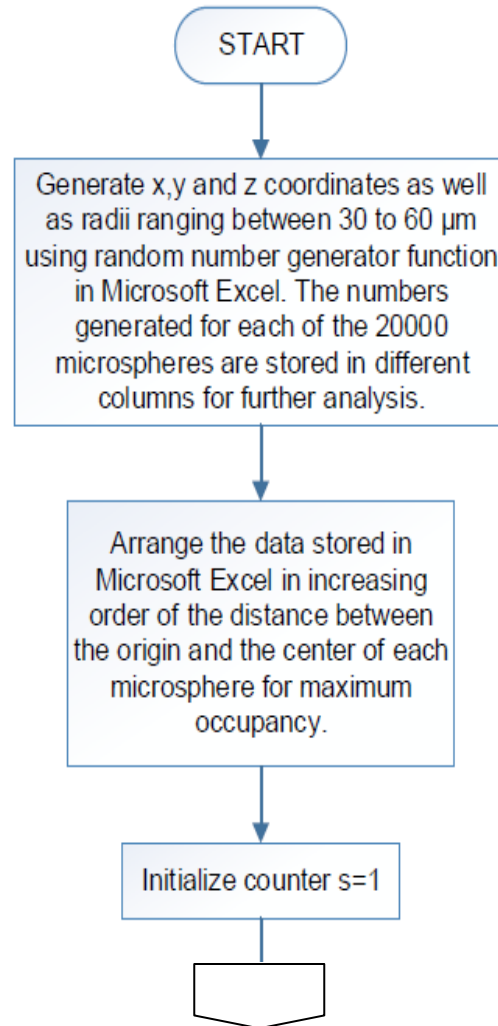 START
Generate x,y and z coordinates as well
as radii ranging between 30 to 60 µm
using random number generator function
in Microsoft Excel. The numbers
generated for each of the 20000
microspheres are stored in different
columns for further analysis.
Arrange the data stored in
Microsoft Excel in increasing
order of the distance between
the origin and the center of each
microsphere for maximum
occupancy.
Initialize counter s=1